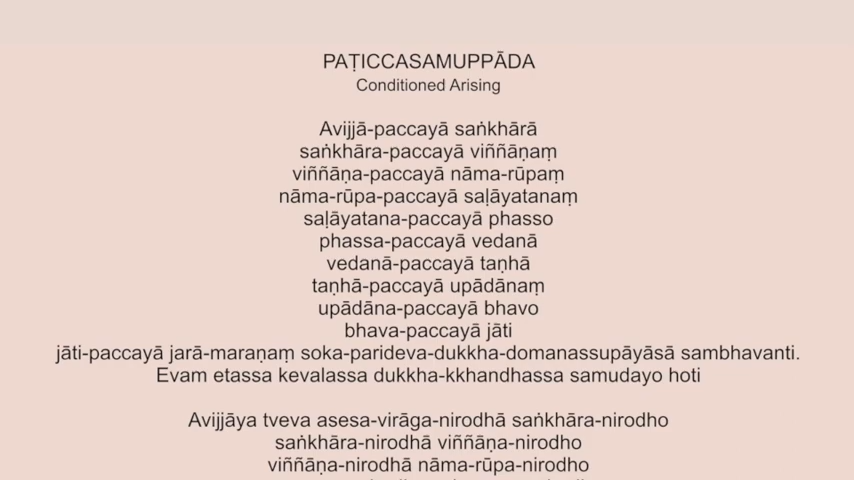 PAṬICCASAMUPPĀDA
Conditioned Arising
Avijjā-paccayā saṅkhārā
saṅkhāra-paccayā viññāṇaṃ
viññāṇa-paccayā nāma-rūpaṃ
nāma-rūpa-paccayā saḷāyatanaṃ
saḷāyatana-paccayā phasso
phassa-paccayā vedanā
vedanā-paccayā taṇhā
taṇhā-paccayā upādānaṃ
upādāna-paccayā bhavo
bhava-paccayā jāti
jāti-paccayā jarā-maraṇaṃ soka-parideva-dukkha-domanassupāyāsā sambhavanti.
Evam etassa kevalassa dukkha-kkhandhassa samudayo hoti
Avijjāya tveva asesa-virāga-nirodhā saṅkhāra-nirodho
saṅkhāra-nirodhā viññāṇa-nirodho
viññāṇa-nirodhā nāma-rūpa-nirodho